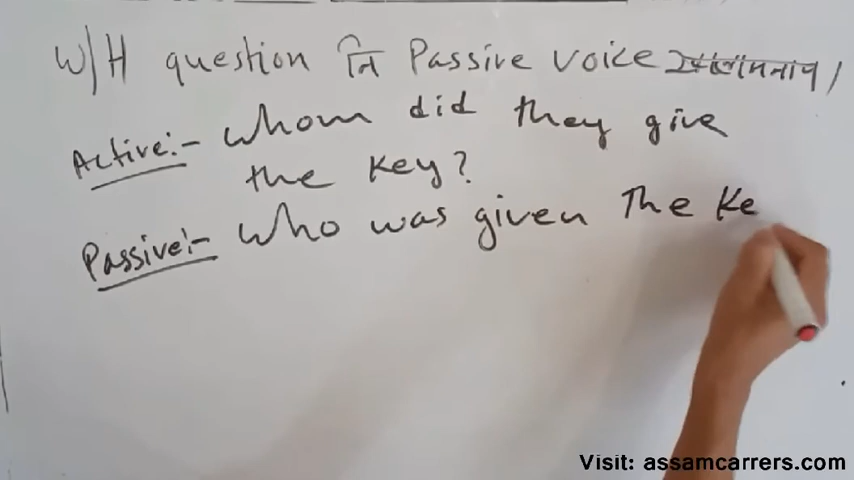 W/H question কি Passive voice
Active:- Whom did they give
the key?
Passive:- Who was given The Ke
Visit: assamcarrers.com